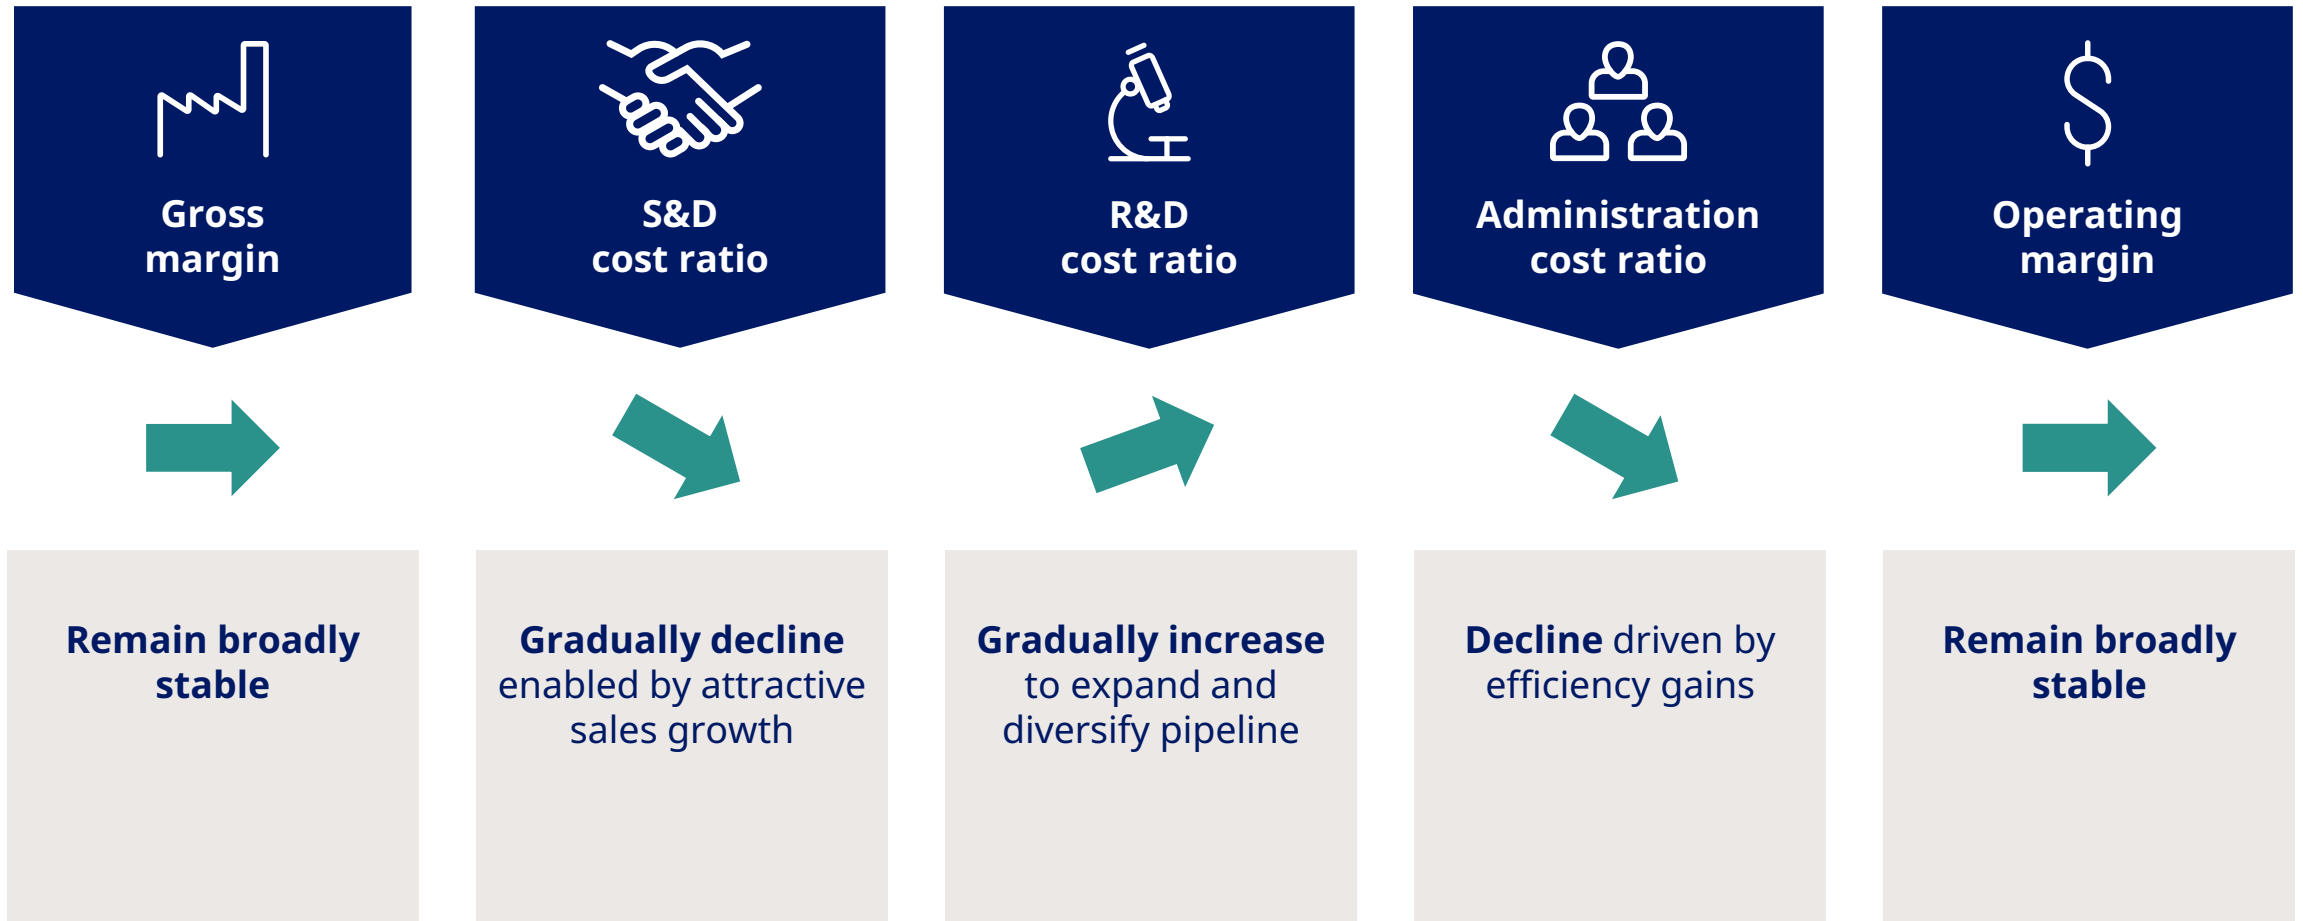 Gross
margin
S&D
cost ratio
R&D
cost ratio
Administration
cost ratio
Operating
margin
Remain broadly
stable
Gradually decline
enabled by attractive
sales growth
Gradually increase
to expand and
diversify pipeline
Decline driven by
efficiency gains
Remain broadly
stable